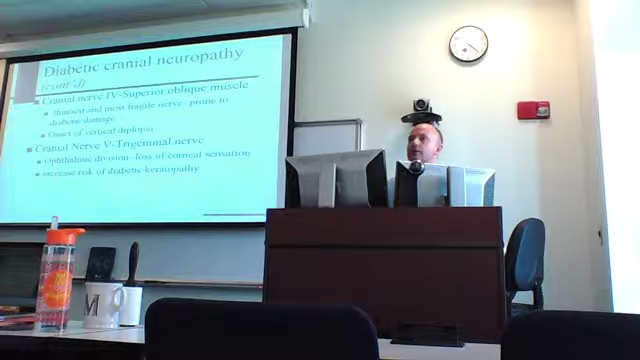 Diabetic cranial neuropathy
(cont'd)
Cranial nerve IV-Superior oblique muscle
(thinnest and most fragile nerve- prone to
diabetic damage
Onset of vertical diplopia
Cranial Nerve V-Trigeminal nerve
Ophthalmic division-loss of corneal sensation
increase risk of diabetic keratopathy
M